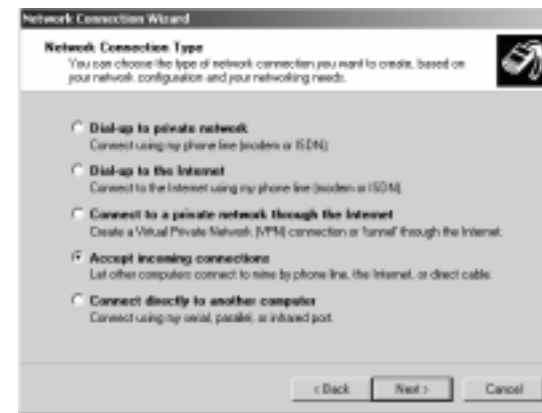 Network Connection Wizard
Network Connection Type
You can choose the type of network connection you want to create, based on
your network configuration and your networking needs.
Dial-up to private network
Connect using my phone line (modem or ISDN).
Dial-up to the Internet
Connect to the Internet using my phone line (modem or ISDN).
Connect to a private network through the Internet
Create a Virtual Private Network (VPN) connection or 'tunnel' through the Internet.
Accept incoming connections
Let other computers connect to mine by phone line, the Internet, or direct cable.
Connect directly to another computer
Connect using my serial, parallel, or infrared port.
< Back
Next >
Cancel